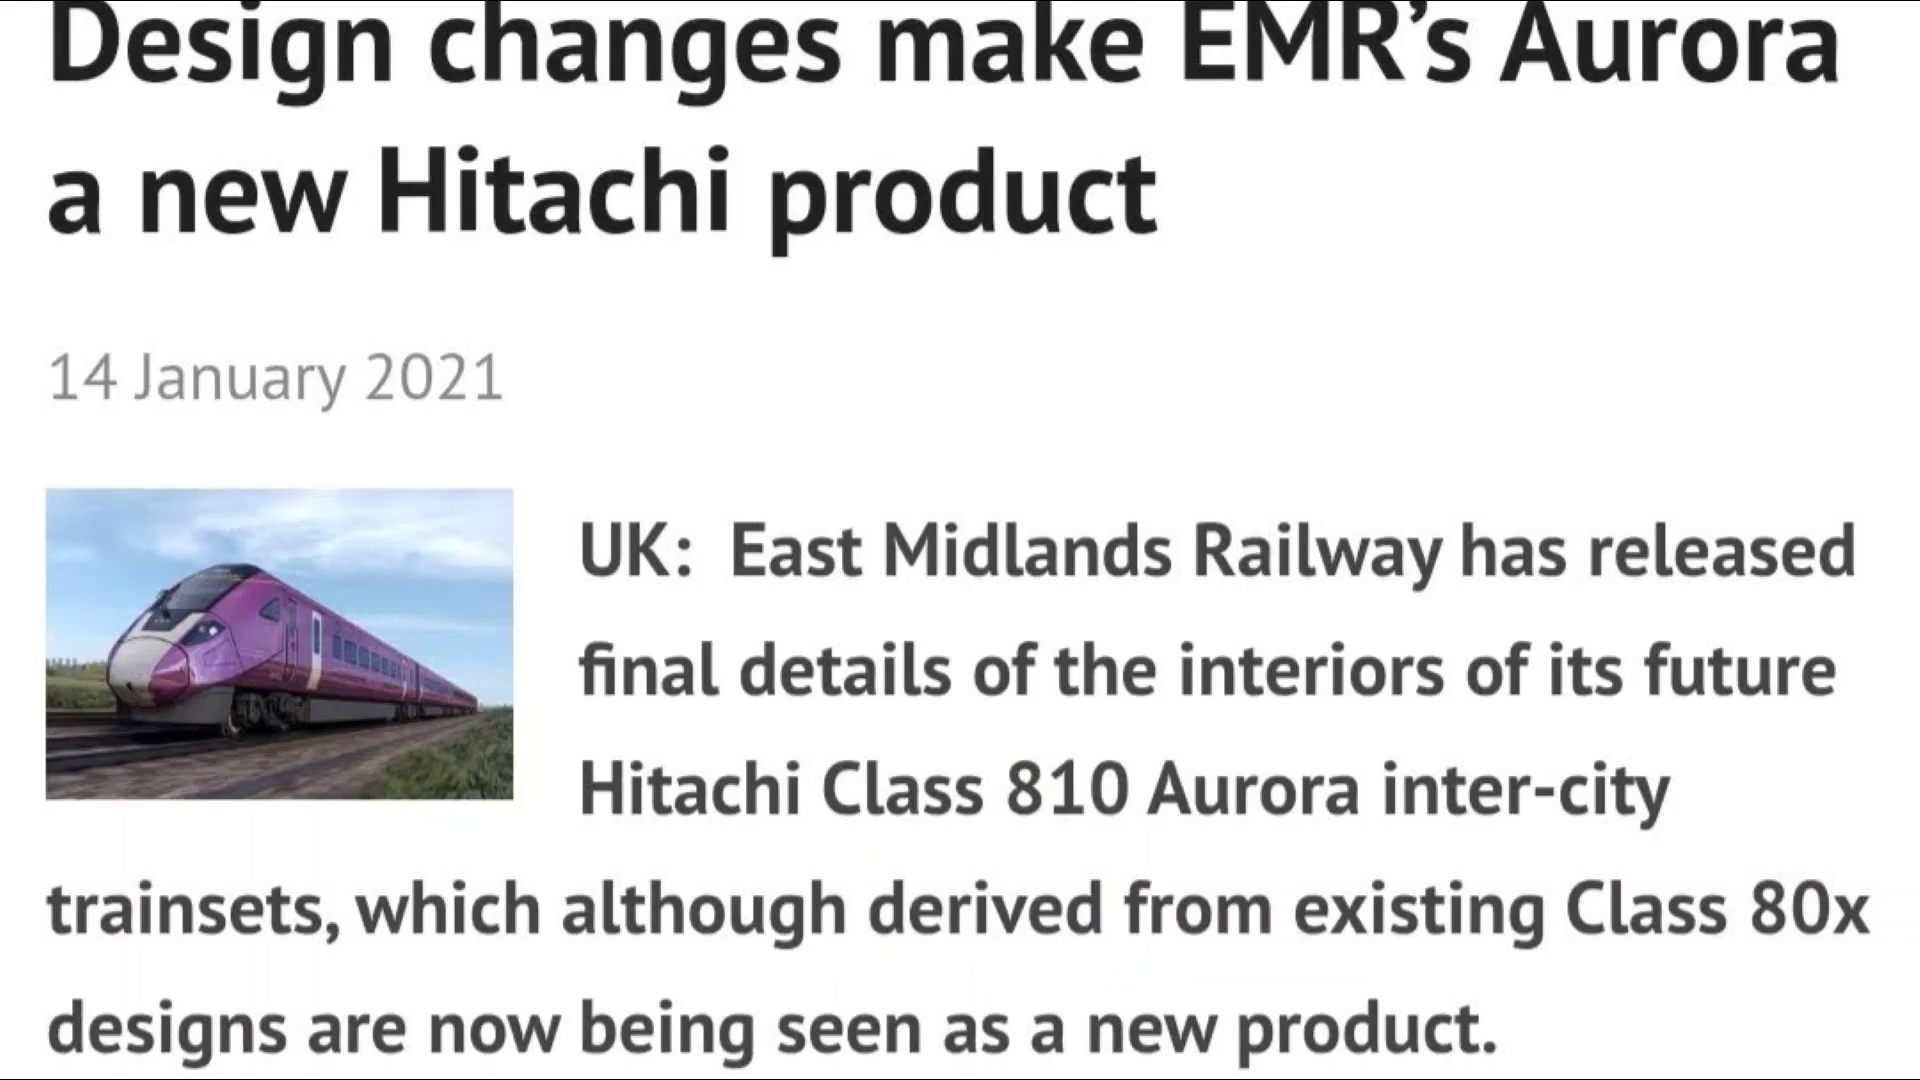 Design changes make EMR’s Aurora
a new Hitachi product
14 January 2021
UK:  East Midlands Railway has released
final details of the interiors of its future
Hitachi Class 810 Aurora inter-city
trainsets, which although derived from existing Class 80x
designs are now being seen as a new product.